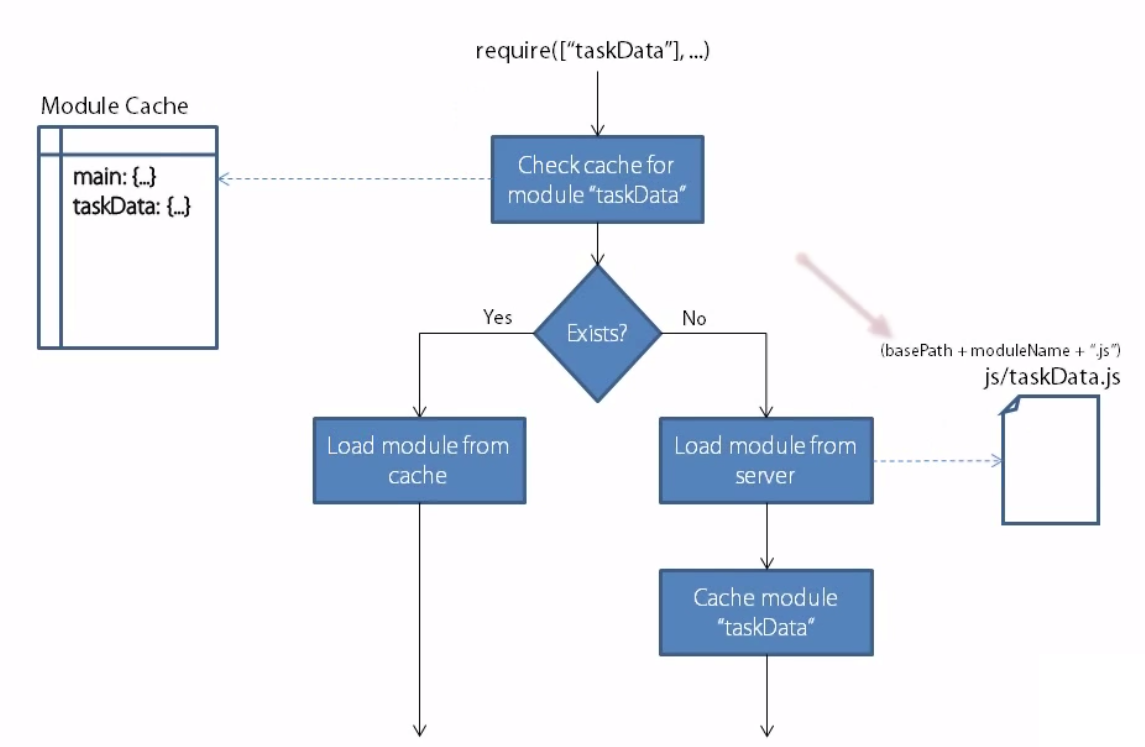 require(["taskData"], ...)
Module Cache
main: {...}
taskData: {...}
Check cache for
module "taskData"
Exists?
Yes
No
(basePath + moduleName + ".js")
js/taskData.js
Load module from
cache
Load module from
server
Cache module
"taskData"